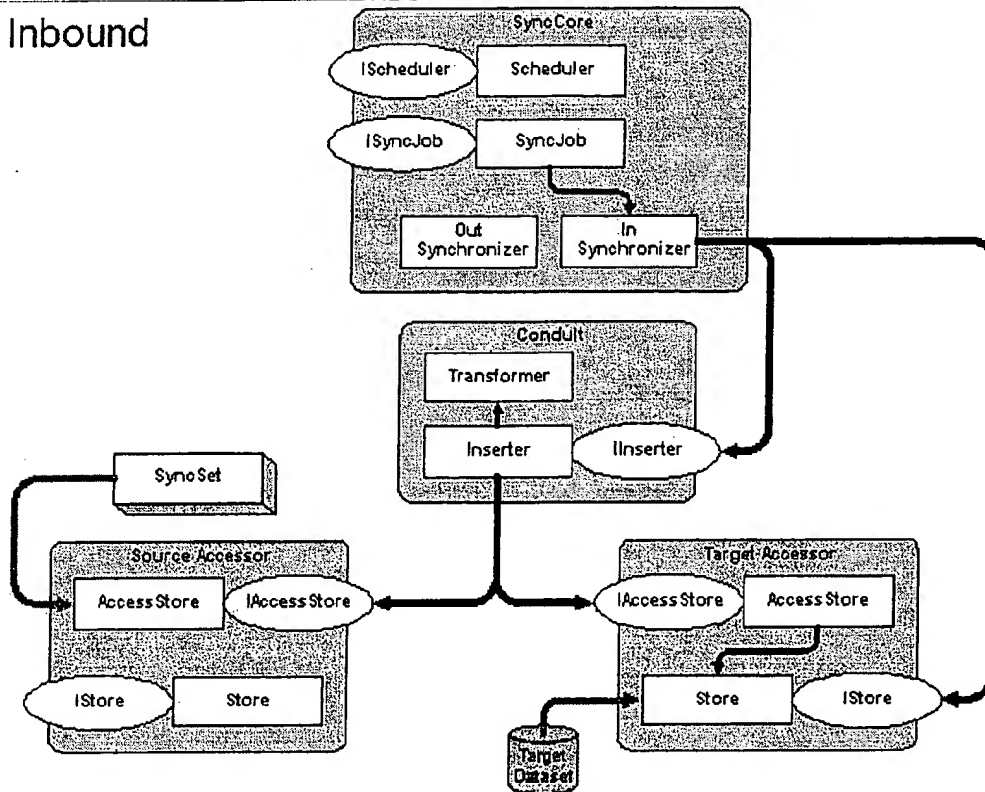 Inbound
SyncCore
IScheduler
Scheduler
ISyncJob
SyncJob
Out
Synchronizer
In
Synchronizer
Conduit
Transformer
Inserter
IInserter
SyncSet
Source Accessor
AccessStore
IAccessStore
IStore
Store
Target Accessor
IAccessStore
AccessStore
Store
IStore
Target
Dataset